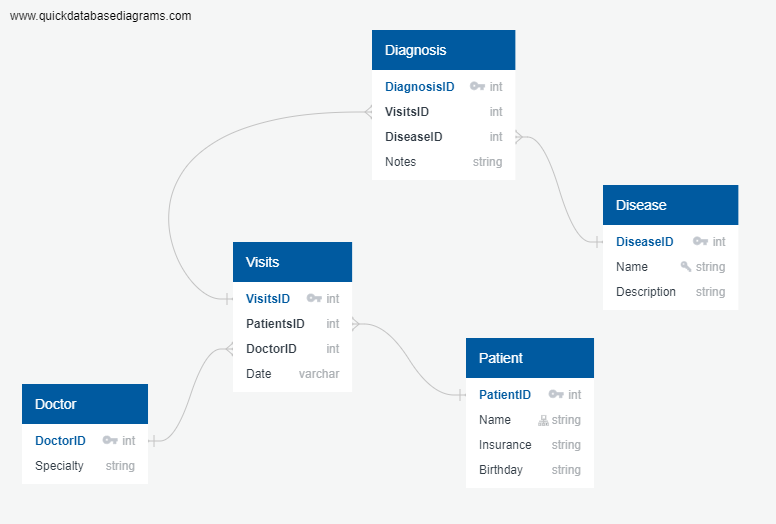 www.quickdatabasediagrams.com
Diagnosis
DiagnosisID int
VisitsID int
DiseaseID int
Notes string
Disease
DiseaseID int
Name string
Description string
Visits
VisitsID int
PatientsID int
DoctorID int
Date varchar
Patient
PatientID int
Name string
Insurance string
Birthday string
Doctor
DoctorID int
Specialty string